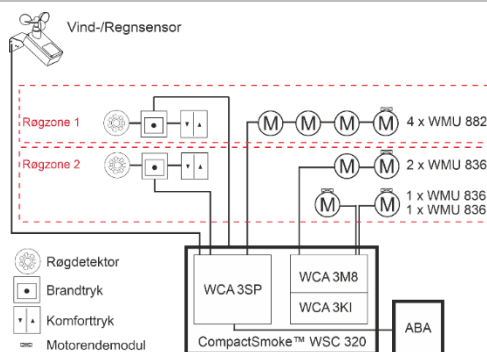 Vind-/Regnsensor
Røgzone 1
M M M M 4 x WMU 882
Røgzone 2
M M 2 x WMU 836
M M 1 x WMU 836
1 x WMU 836
Røgdetektor
Brandtryk
Komforttryk
Motorendemodul
WCA 3SP
WCA 3M8
WCA 3KI
CompactSmoke™ WSC 320
ABA